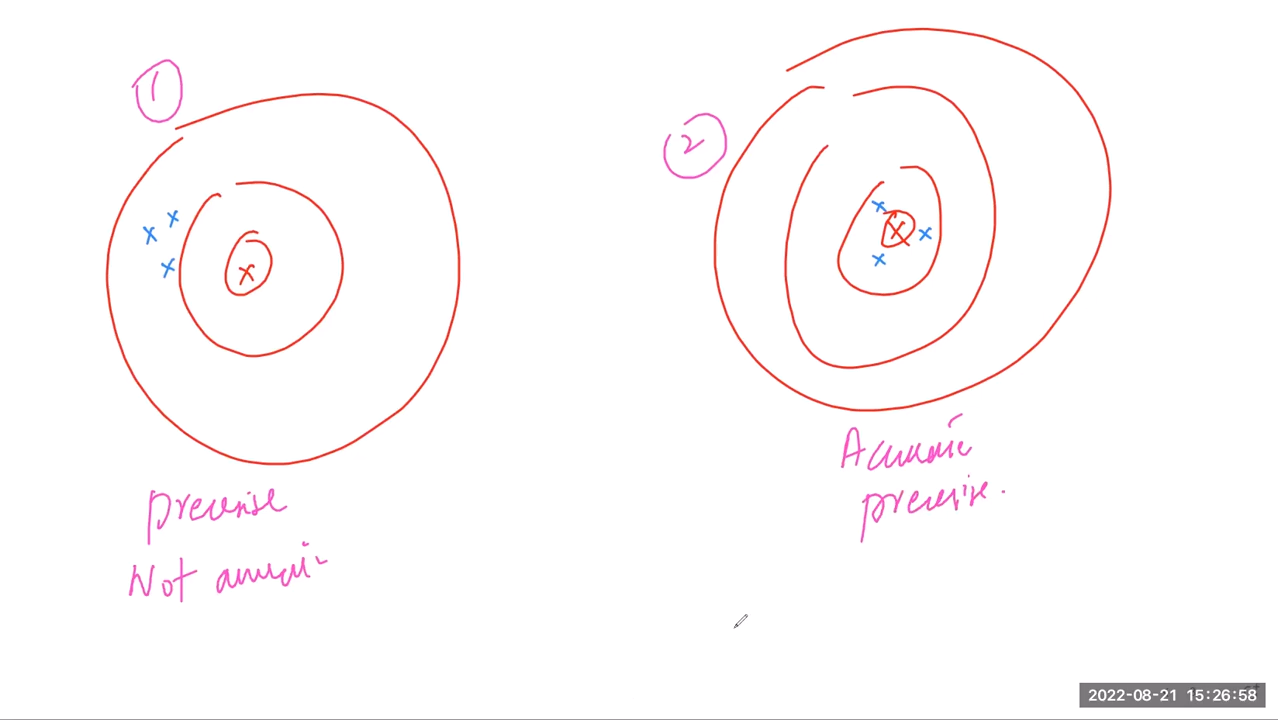 1
2
x x x
x
x
x x x
Accurate
precise.
precise
Not accurate
2022-08-21 15:26:58